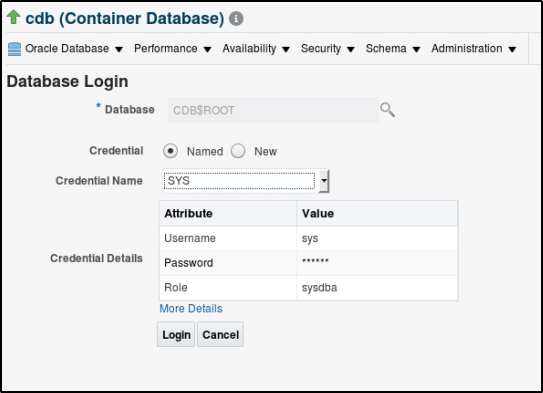 cdb (Container Database) i
Oracle Database Performance Availability Security Schema Administration
Database Login
* Database CDB$ROOT
Credential Named New
Credential Name SYS
Attribute Value
Username sys
Credential Details Password ******
Role sysdba
More Details
Login Cancel